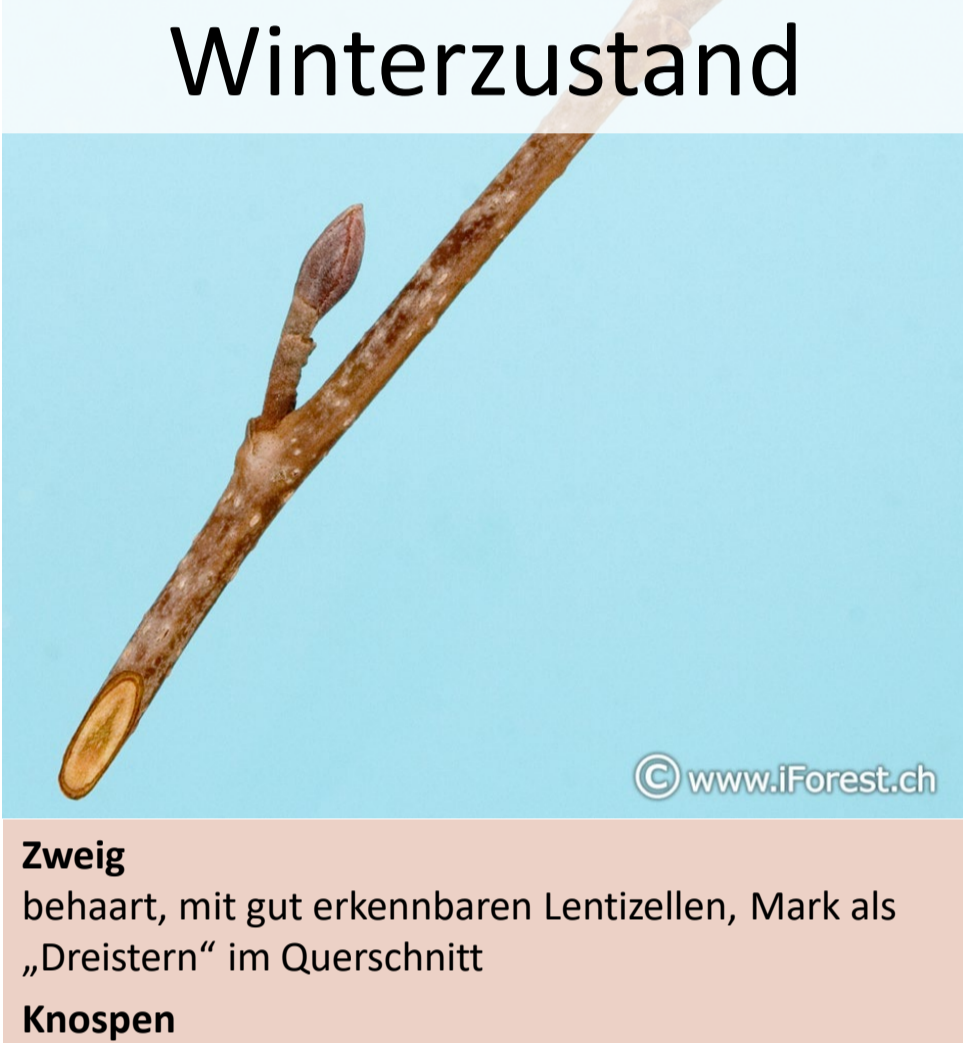 Winterzustand
© www.iForest.ch
Zweig
behaart, mit gut erkennbaren Lentizellen, Mark als
„Dreistern“ im Querschnitt
Knospen